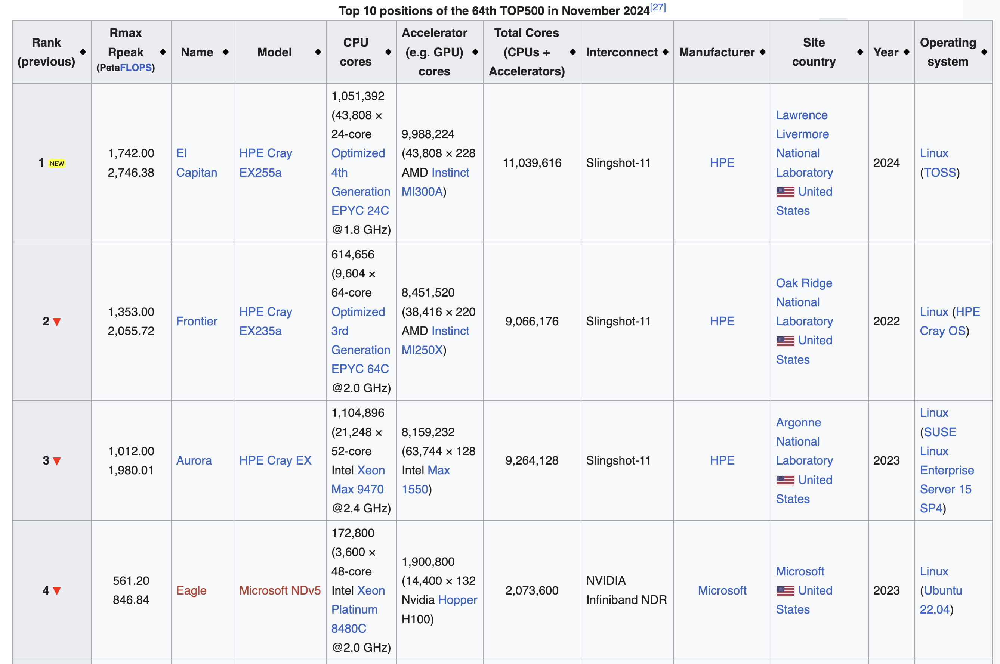 Top 10 positions of the 64th TOP500 in November 2024[27]
Rank
(previous)
Rmax
Rpeak
(PetaFLOPS)
Name
Model
CPU
cores
Accelerator
(e.g. GPU)
cores
Total Cores
(CPUs +
Accelerators)
Interconnect
Manufacturer
Site
country
Year
Operating
system
1 NEW
1,742.00
2,746.38
El
Capitan
HPE Cray
EX255a
1,051,392
(43,808 ×
24-core
Optimized
4th
Generation
EPYC 24C
@1.8 GHz)
9,988,224
(43,808 × 228
AMD Instinct
MI300A)
11,039,616
Slingshot-11
HPE
Lawrence
Livermore
National
Laboratory
United
States
2024
Linux
(TOSS)
2
1,353.00
2,055.72
Frontier
HPE Cray
EX235a
614,656
(9,604 ×
64-core
Optimized
3rd
Generation
EPYC 64C
@2.0 GHz)
8,451,520
(38,416 × 220
AMD Instinct
MI250X)
9,066,176
Slingshot-11
HPE
Oak Ridge
National
Laboratory
United
States
2022
Linux (HPE
Cray OS)
3
1,012.00
1,980.01
Aurora
HPE Cray EX
1,104,896
(21,248 ×
52-core
Intel Xeon
Max 9470
@2.4 GHz)
8,159,232
(63,744 × 128
Intel Max
1550)
9,264,128
Slingshot-11
HPE
Argonne
National
Laboratory
United
States
2023
Linux
(SUSE
Linux
Enterprise
Server 15
SP4)
4
561.20
846.84
Eagle
Microsoft NDv5
172,800
(3,600 ×
48-core
Intel Xeon
Platinum
8480C
@2.0 GHz)
1,900,800
(14,400 × 132
Nvidia Hopper
H100)
2,073,600
NVIDIA
Infiniband NDR
Microsoft
Microsoft
United
States
2023
Linux
(Ubuntu
22.04)